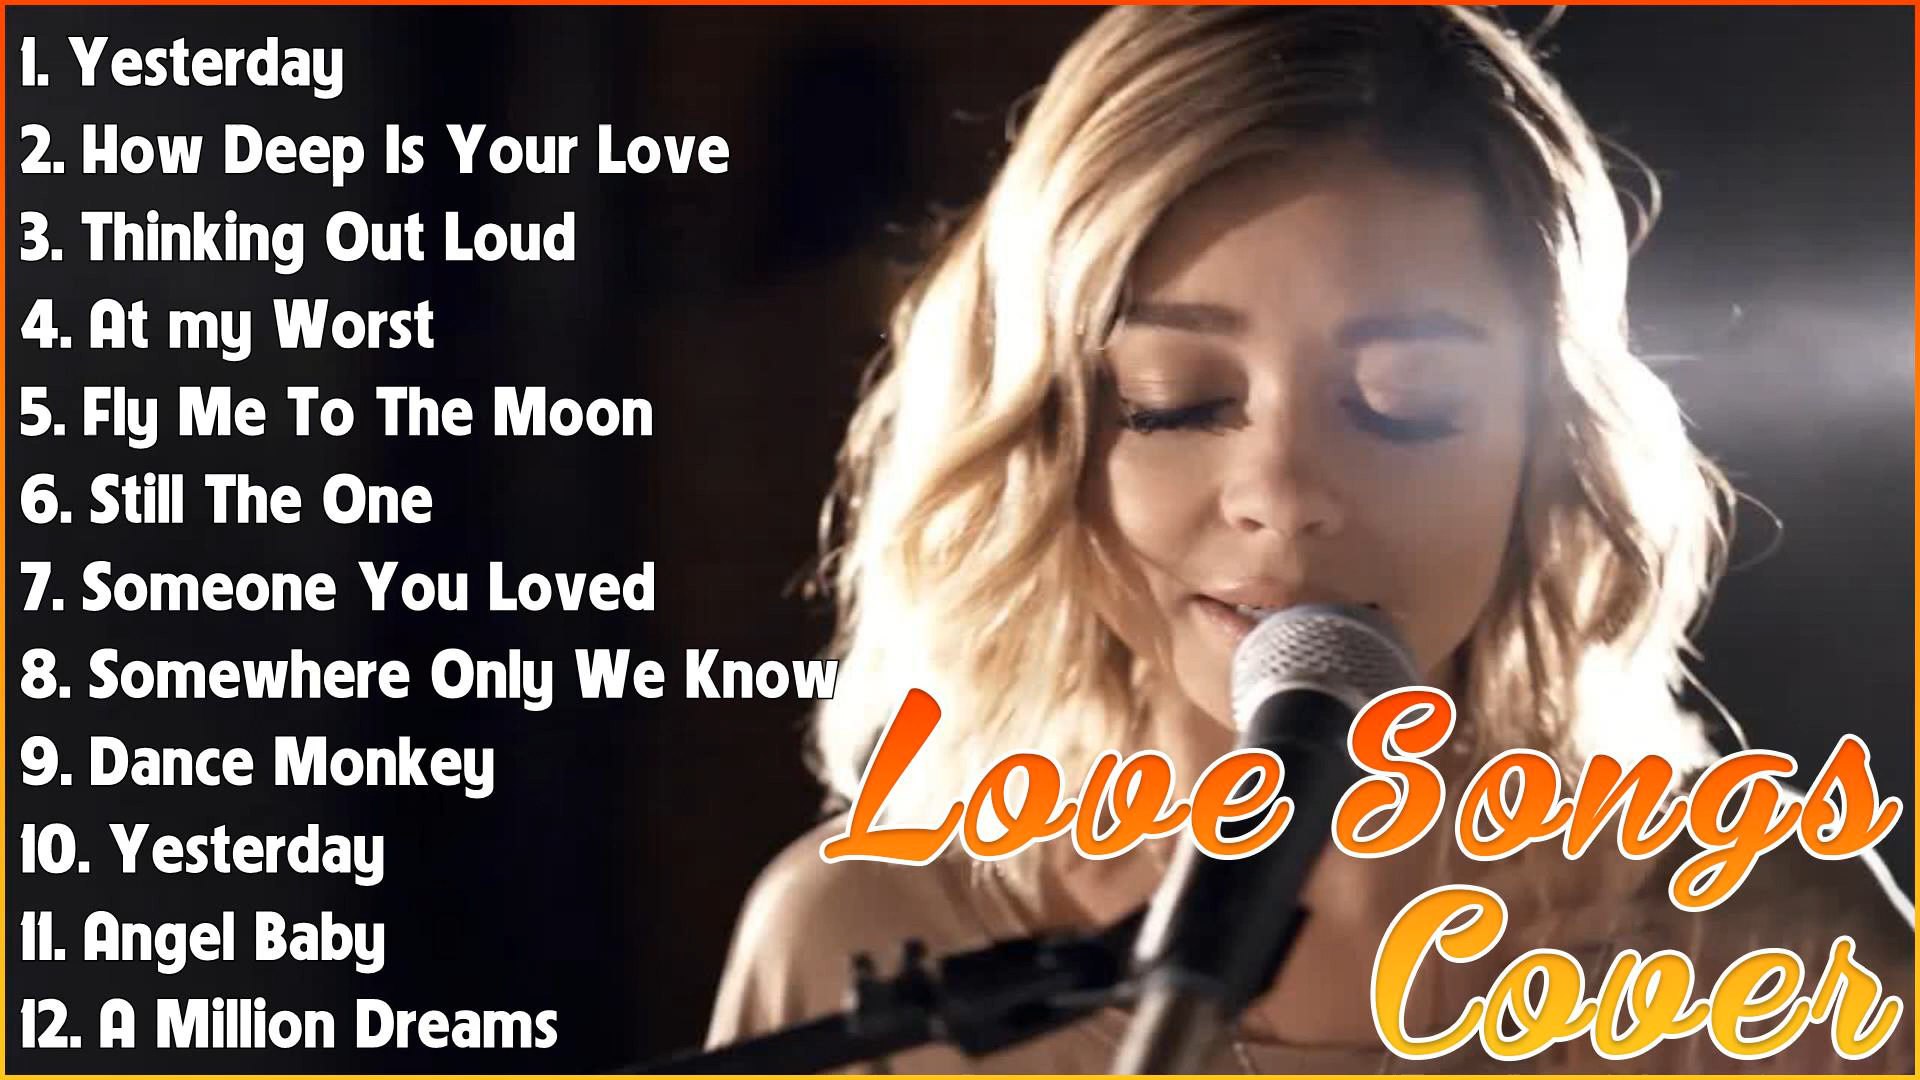 1. Yesterday
2. How Deep Is Your Love
3. Thinking Out Loud
4. At my Worst
5. Fly Me To The Moon
6. Still The One
7. Someone You Loved
8. Somewhere Only We Know
9. Dance Monkey
10. Yesterday
11. Angel Baby
12. A Million Dreams
Love Songs
Cover